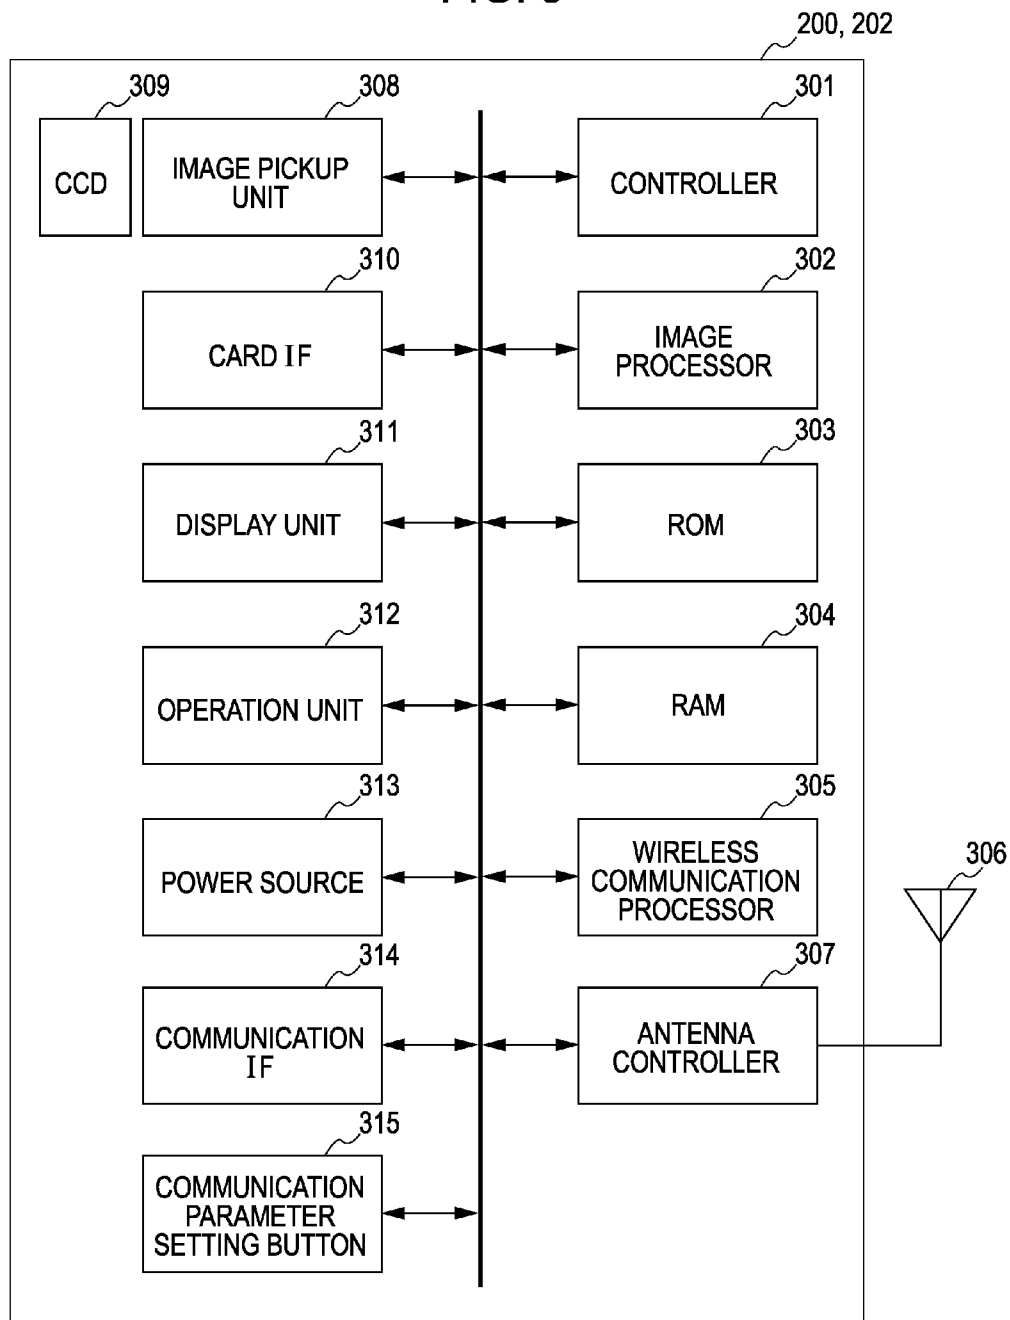 200, 202
309
308
301
CCD
IMAGE PICKUP
UNIT
CONTROLLER
310
302
CARD IF
IMAGE
PROCESSOR
311
303
DISPLAY UNIT
ROM
312
304
OPERATION UNIT
RAM
313
305
POWER SOURCE
WIRELESS
COMMUNICATION
PROCESSOR
306
314
307
COMMUNICATION
IF
ANTENNA
CONTROLLER
315
COMMUNICATION
PARAMETER
SETTING BUTTON